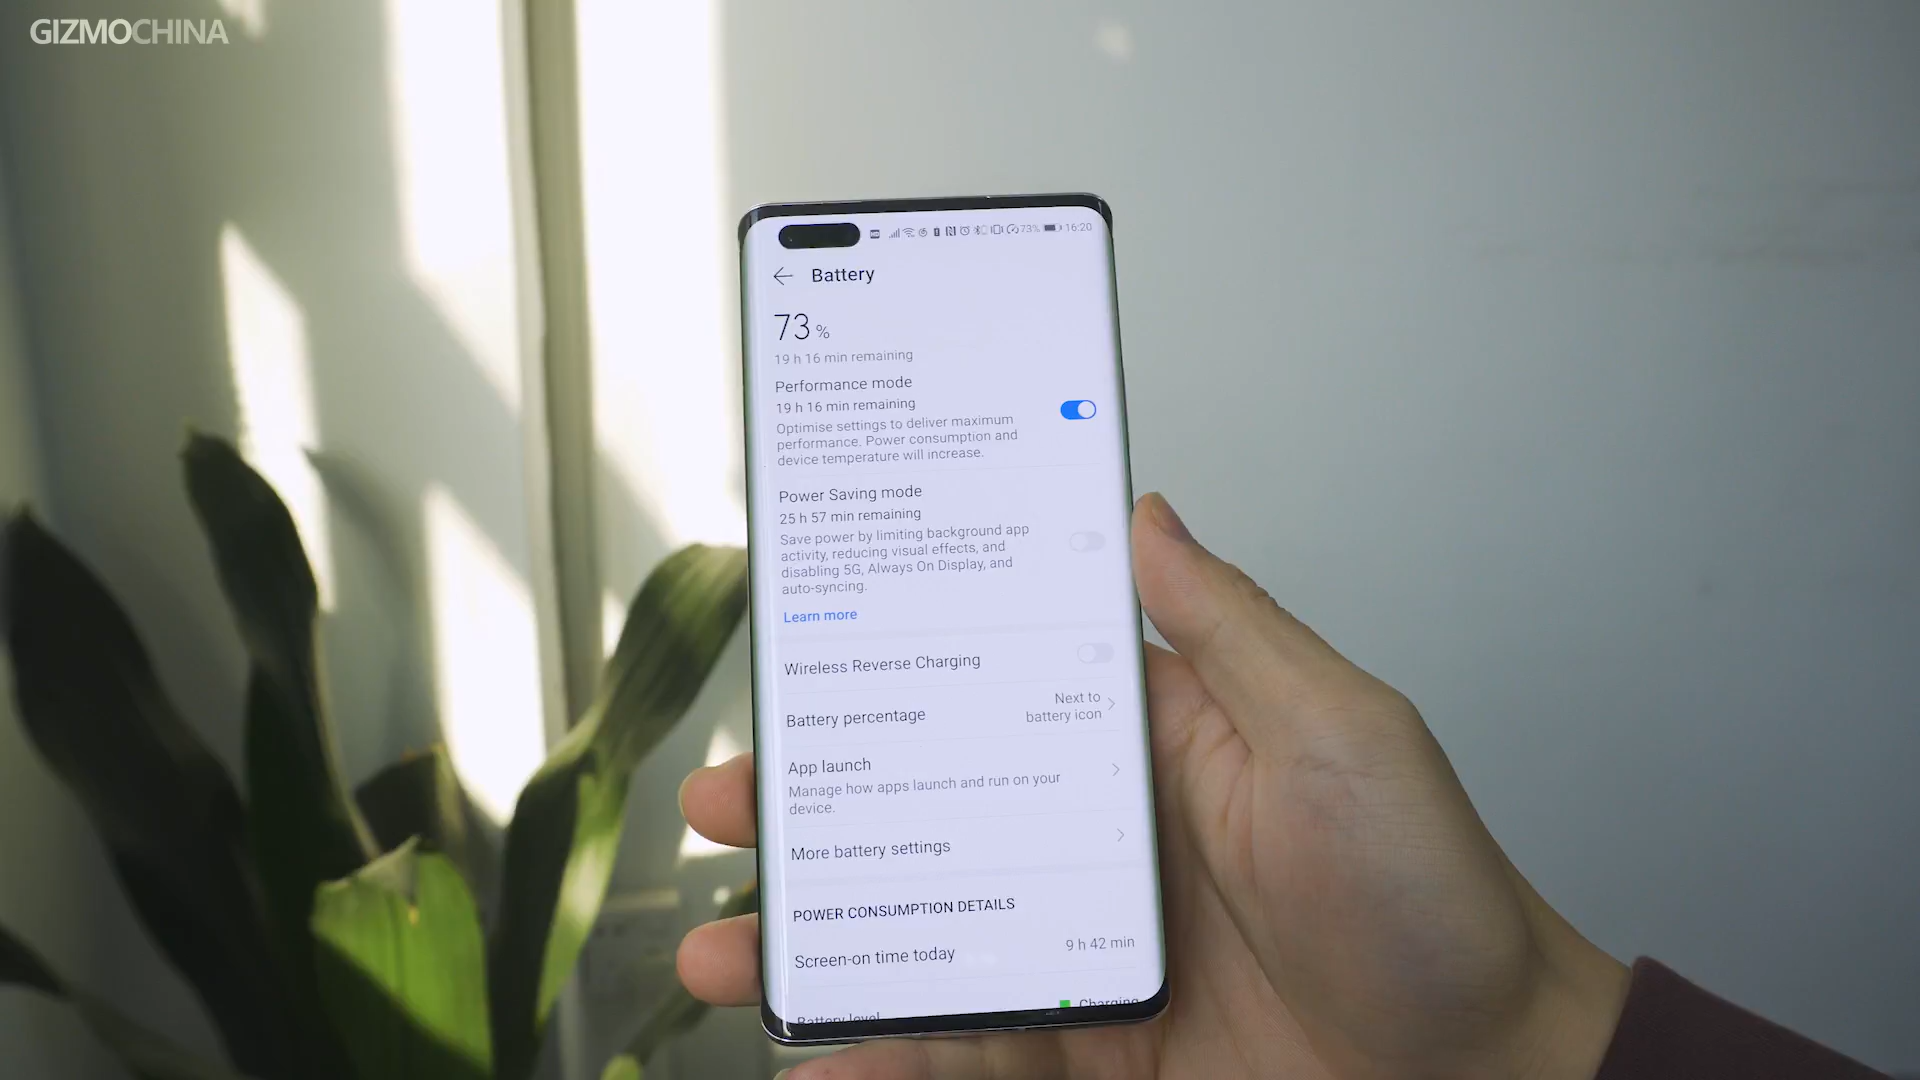 GIZMOCHINA
73% 16:20
Battery
73 %
19 h 16 min remaining
Performance mode
19 h 16 min remaining
Optimise settings to deliver maximum
performance. Power consumption and
device temperature will increase.
Power Saving mode
25 h 57 min remaining
Save power by limiting background app
activity, reducing visual effects, and
disabling 5G, Always On Display, and
auto-syncing.
Learn more
Wireless Reverse Charging
Battery percentage
Next to
battery icon
App launch
Manage how apps launch and run on your
device.
More battery settings
POWER CONSUMPTION DETAILS
Screen-on time today
9 h 42 min
Battery level
Charging